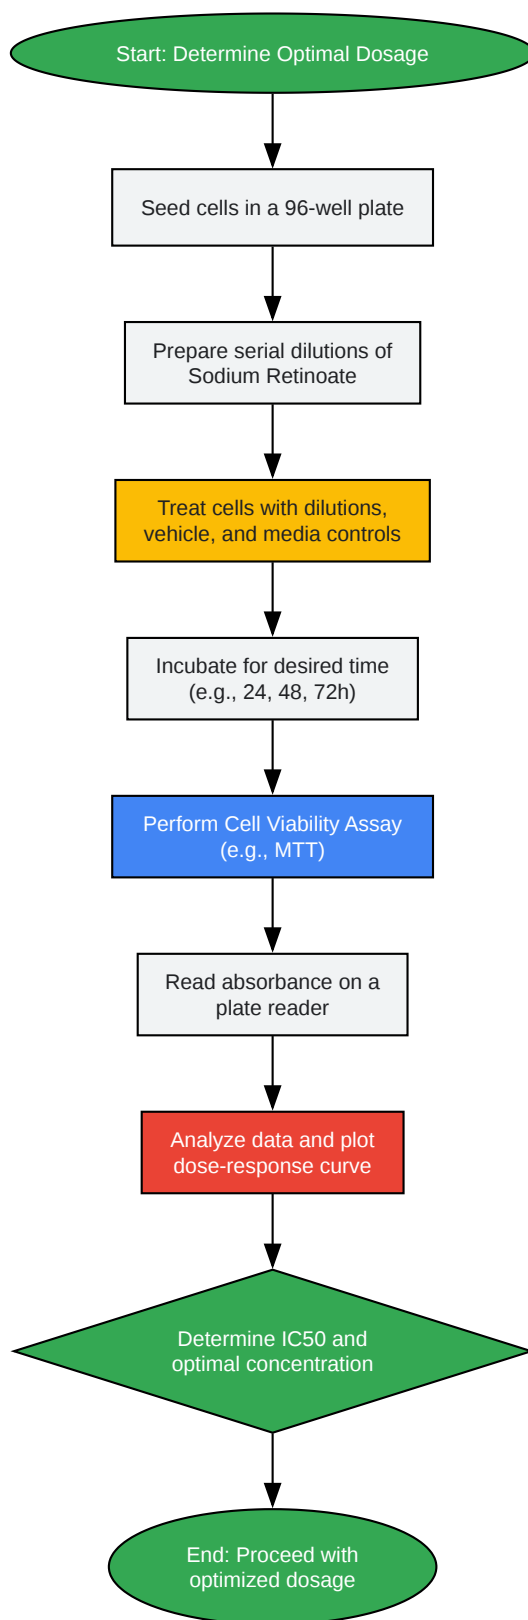 Start: Determine Optimal Dosage
Seed cells in a 96-well plate
Prepare serial dilutions of
Sodium Retinoate
Treat cells with dilutions,
vehicle, and media controls
Incubate for desired time
(e.g., 24, 48, 72h)
Perform Cell Viability Assay
(e.g., MTT)
Read absorbance on a
plate reader
Analyze data and plot
dose-response curve
Determine IC50 and
optimal concentration
End: Proceed with
optimized dosage